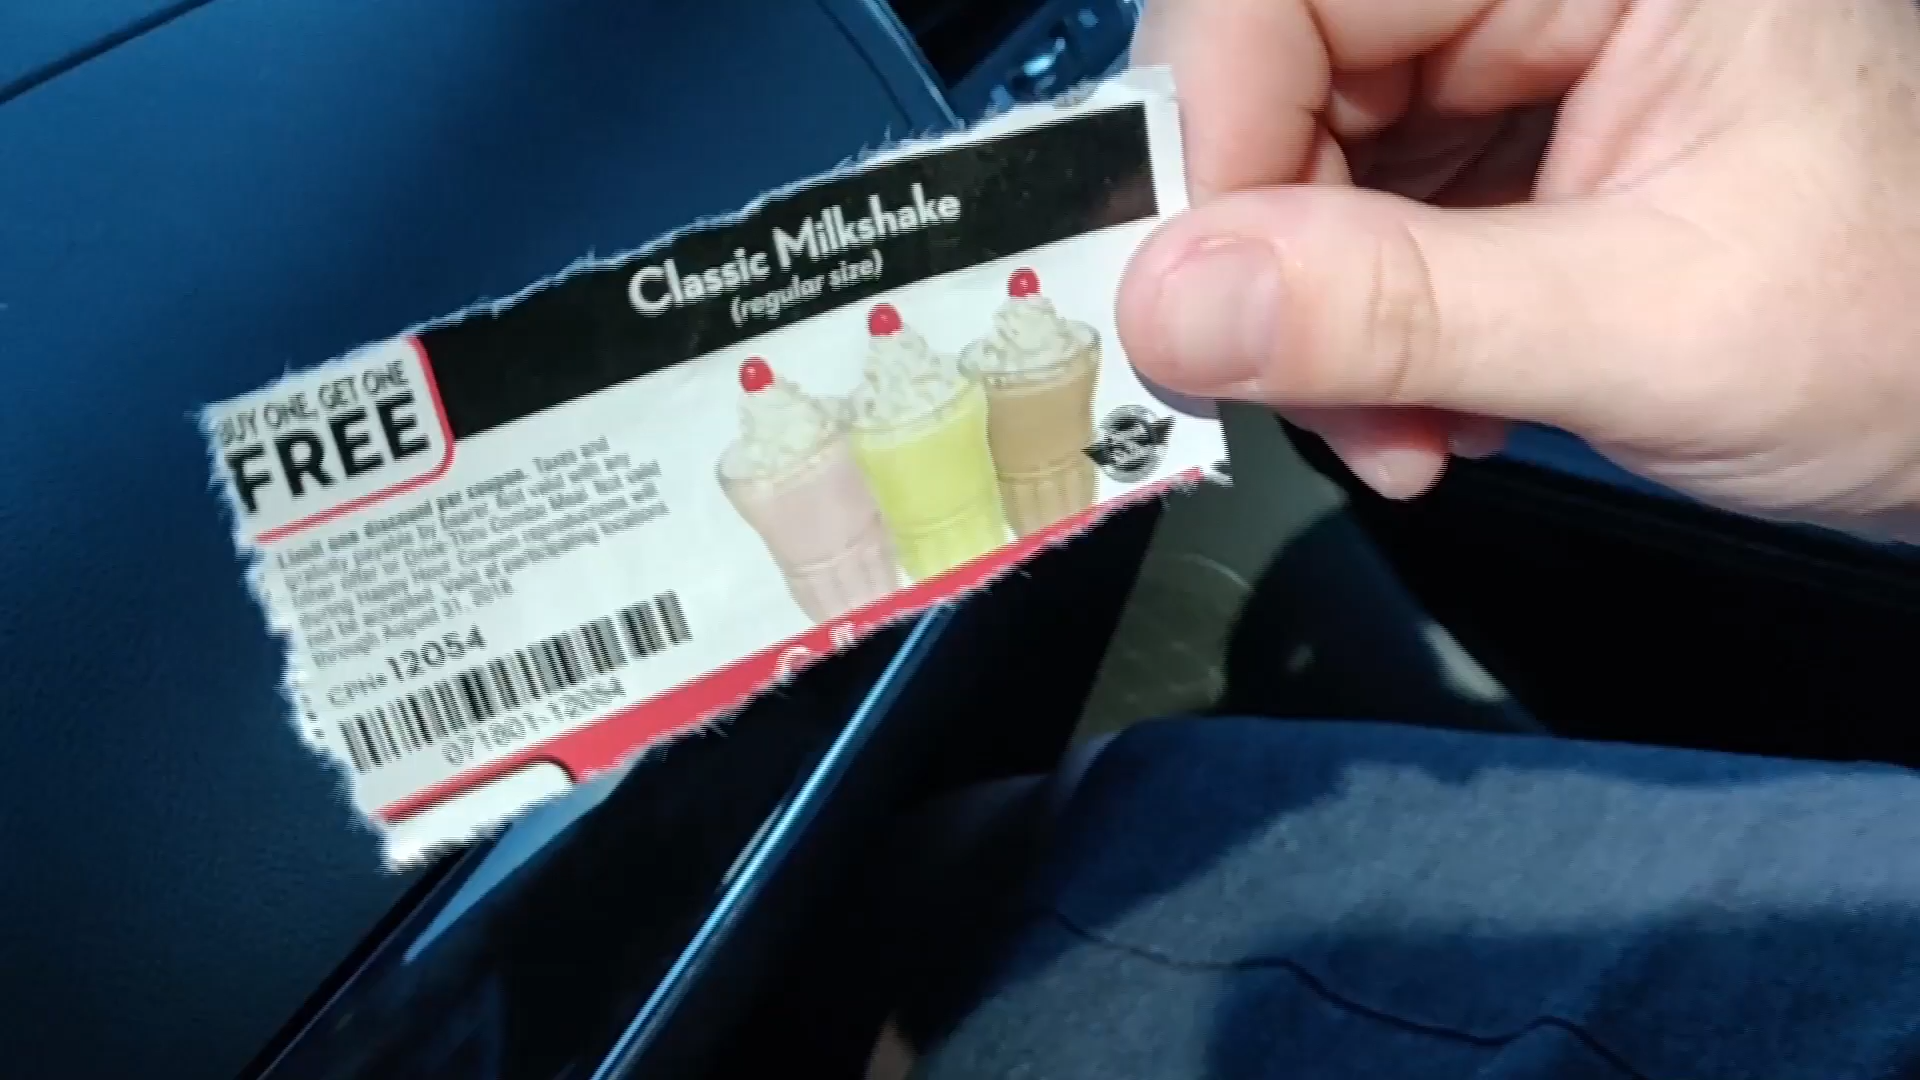 Classic Milkshake
(regular size)
BUY ONE, GET ONE
FREE
Limit one discount per coupon. Taxes and
gratuity payable by guest. Not valid with any
other offer or Drive Thru Combo Meal. Not valid
during Happy Hour. Coupon reproductions will
not be accepted. Valid at participating locations
through August 31, 2018
CPN# 12054
071801-12054